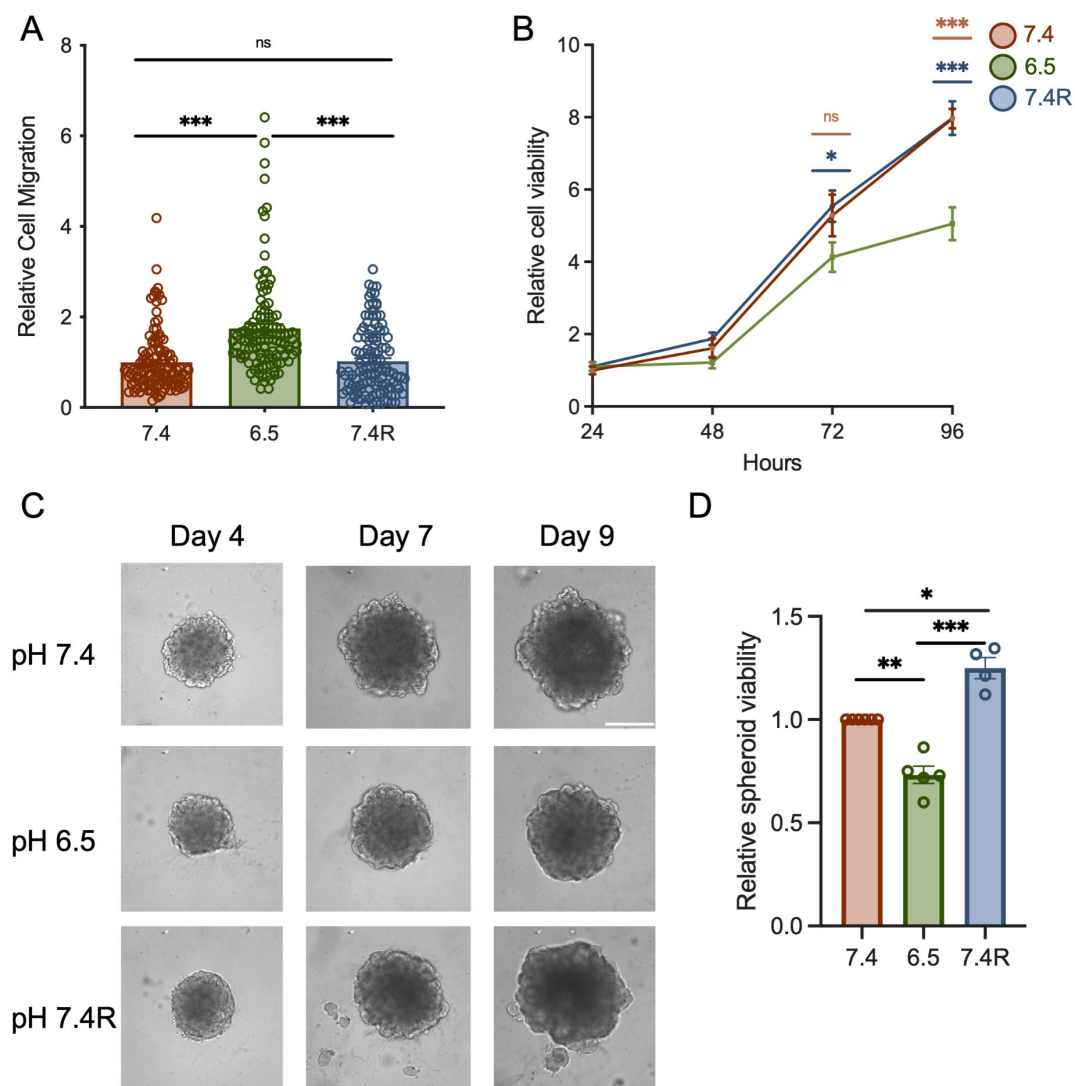 A
Relative Cell Migration
8
6
4
2
0
ns
***
***
7.4
6.5
7.4R
B
Relative cell viability
10
8
6
4
2
0
24
48
72
96
Hours
ns
*
***
***
7.4
6.5
7.4R
C
Day 4
Day 7
Day 9
pH 7.4
pH 6.5
pH 7.4R
D
Relative spheroid viability
1.5
1.0
0.5
0.0
*
***
**
7.4
6.5
7.4R